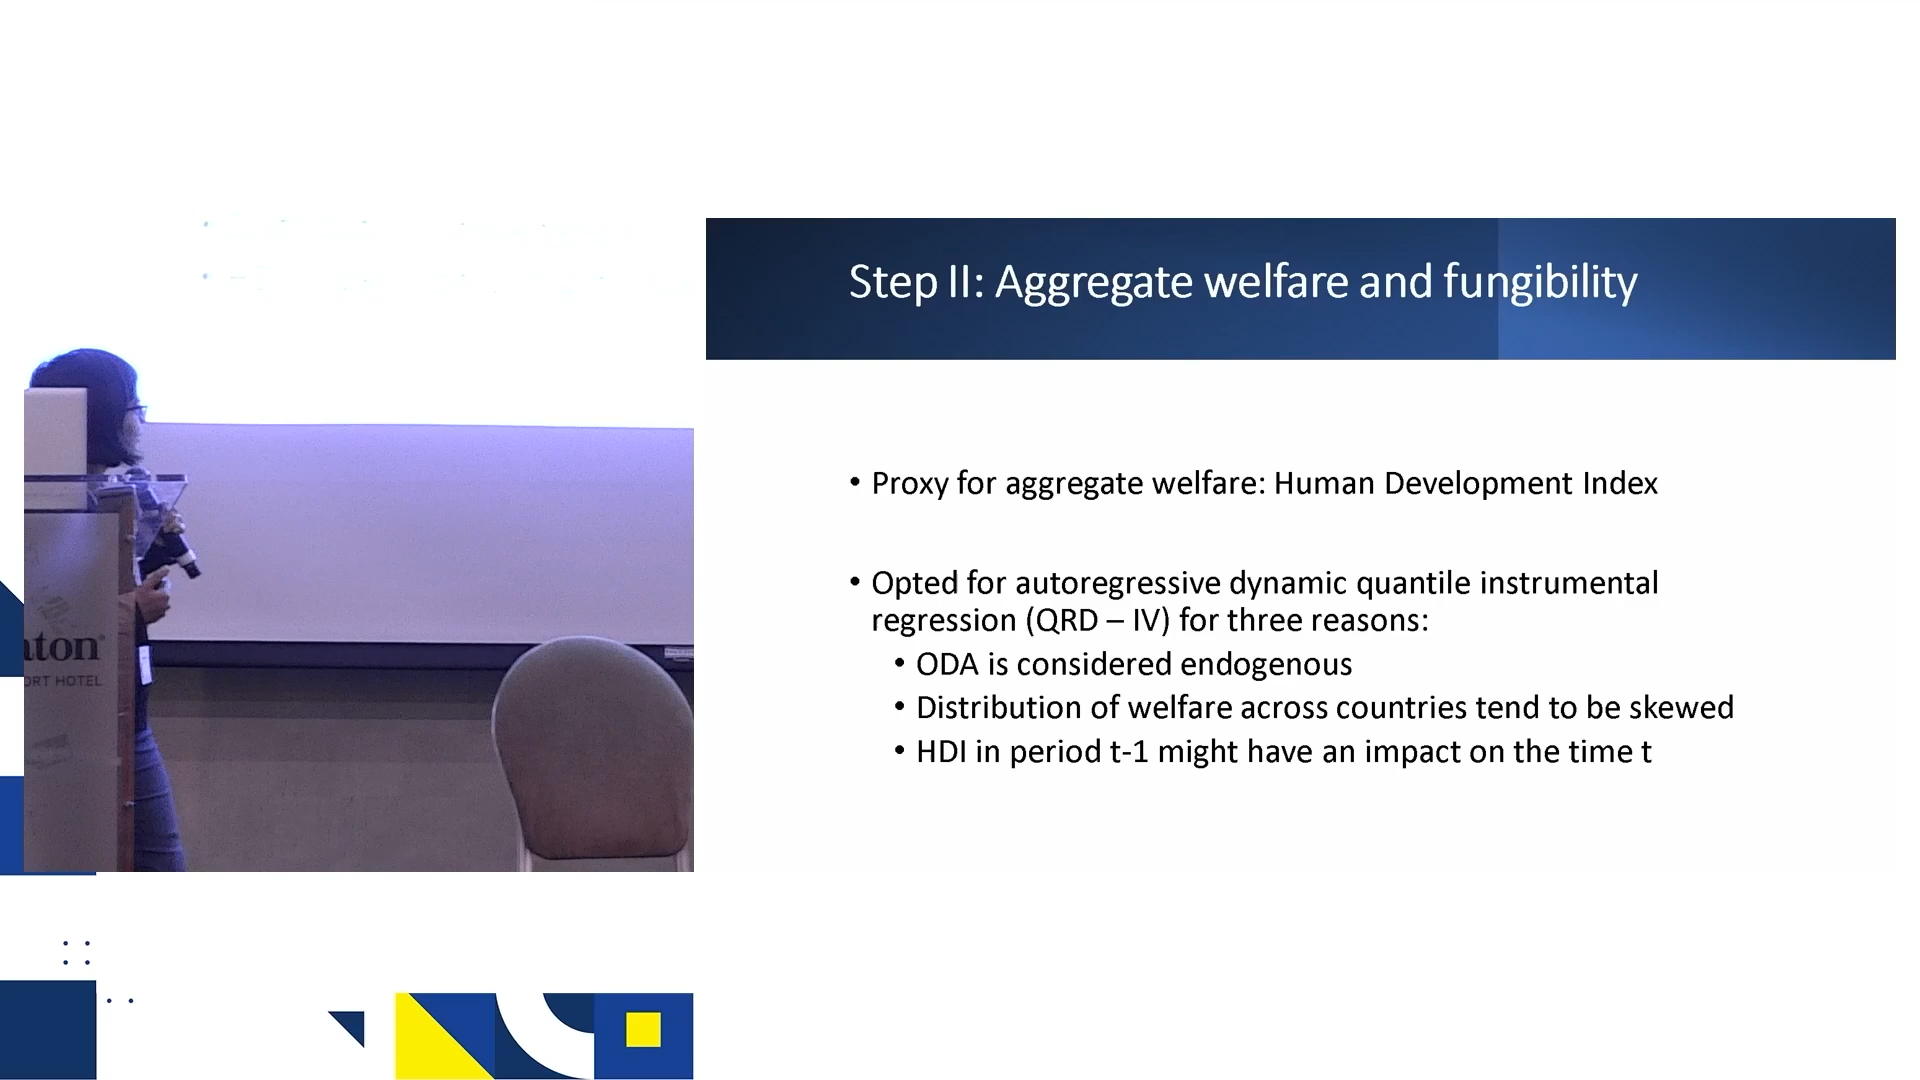 Step II: Aggregate welfare and fungibility
• Proxy for aggregate welfare: Human Development Index
• Opted for autoregressive dynamic quantile instrumental
regression (QRD – IV) for three reasons:
• ODA is considered endogenous
• Distribution of welfare across countries tend to be skewed
• HDI in period t-1 might have an impact on the time t
aton
ORT HOTEL